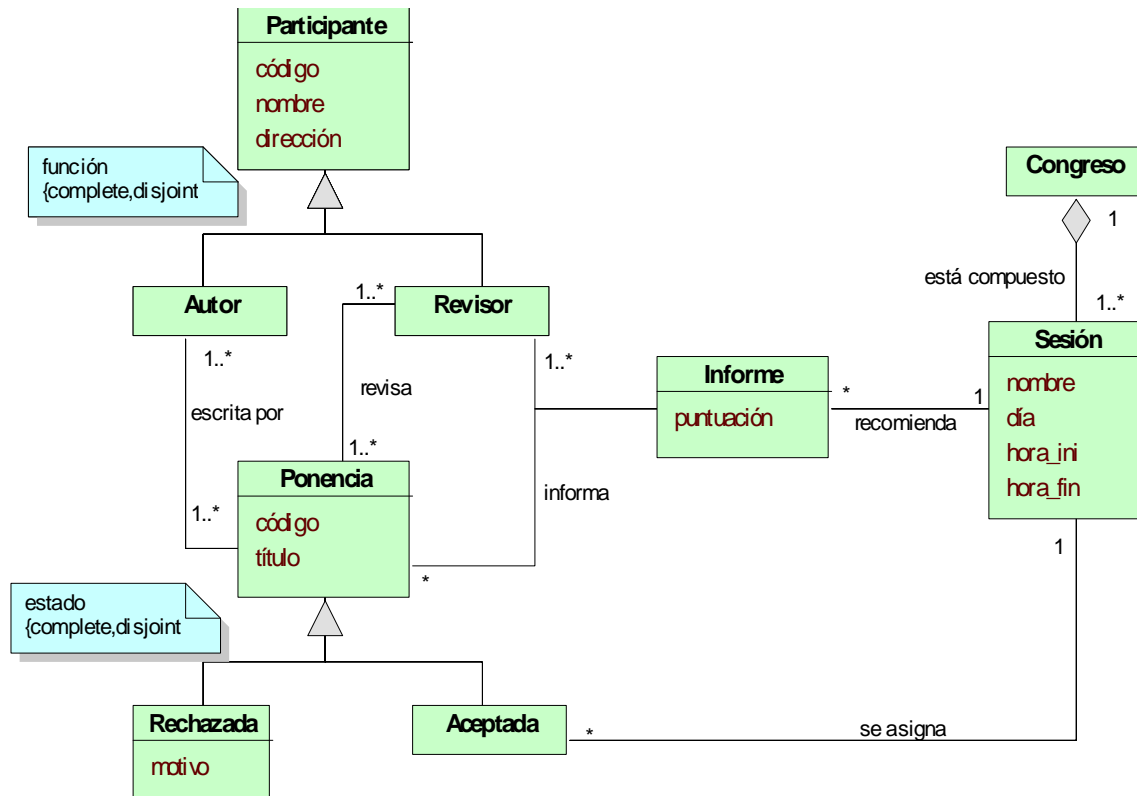 Participante
código
nombre
dirección
función
{complete,disjoint
Congreso
1
está compuesto
1..*
Autor
1..*
Revisor
Sesión
nombre
día
hora_ini
hora_fin
1..*
1..*
Informe
puntuación
*
1
recomienda
escrita por
revisa
1..*
Ponencia
código
título
informa
1..*
*
1
estado
{complete,disjoint
Rechazada
motivo
Aceptada
*
se asigna